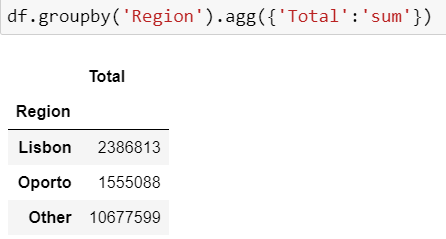 df.groupby('Region').agg({'Total':'sum'})
Total
Region
Lisbon 2386813
Oporto 1555088
Other 10677599